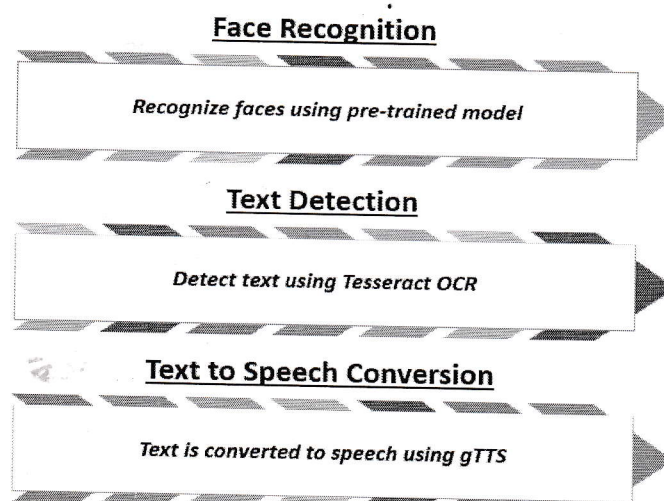 Face Recognition
Recognize faces using pre-trained model
Text Detection
Detect text using Tesseract OCR
Text to Speech Conversion
Text is converted to speech using gTTS